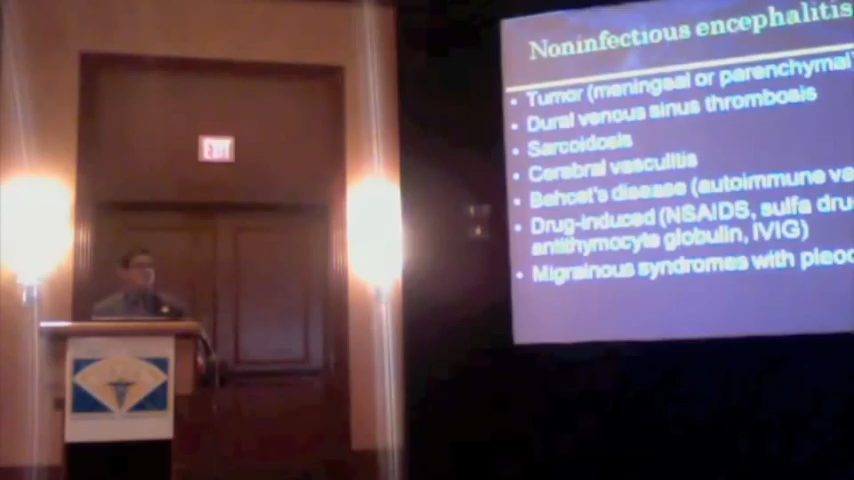 EXIT
Noninfectious encephalitis
• Tumor (meningeal or parenchymal)
• Dural venous sinus thrombosis
• Sarcoidosis
• Cerebral vasculitis
• Behcet's disease (autoimmune va
• Drug-induced (NSAIDS, sulfa dru
antithymocyte globulin, IVIG)
• Migrainous syndromes with pleoc